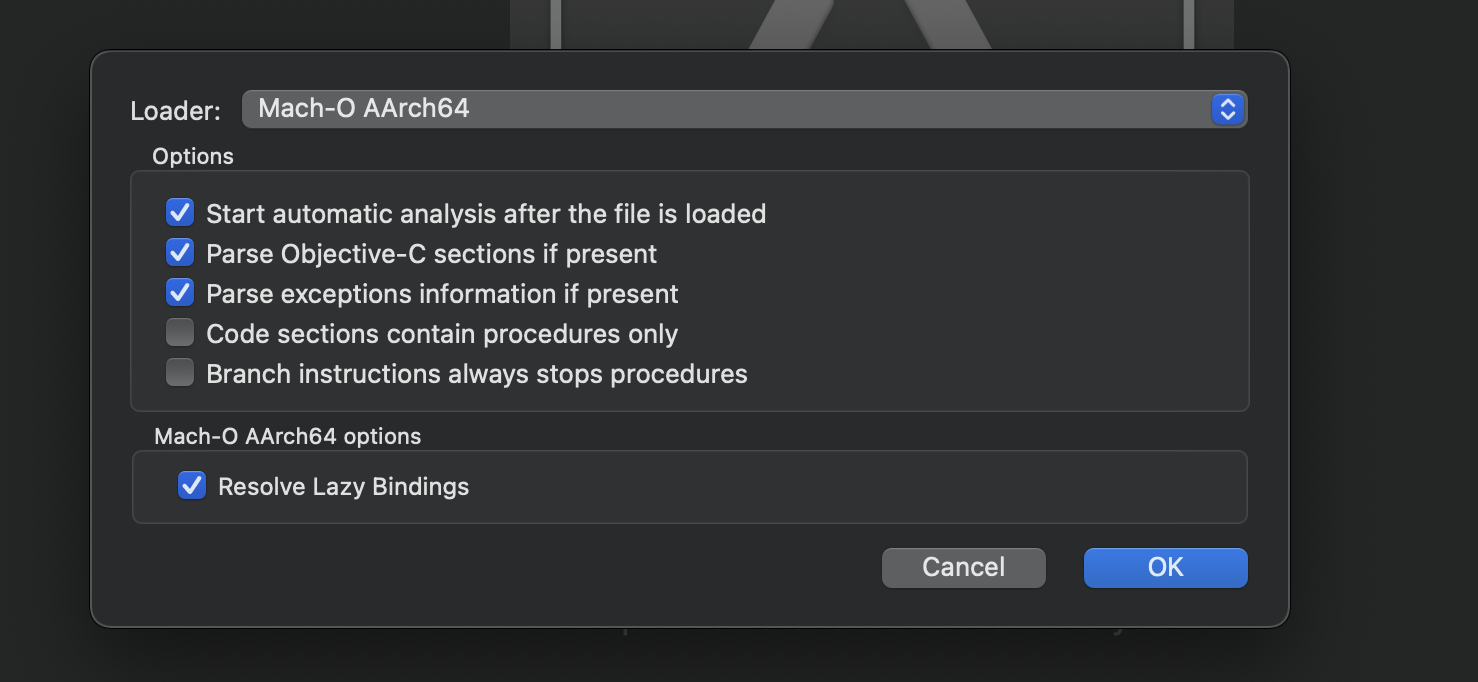 Loader: Mach-O AArch64
Options
Start automatic analysis after the file is loaded
Parse Objective-C sections if present
Parse exceptions information if present
Code sections contain procedures only
Branch instructions always stops procedures
Mach-O AArch64 options
Resolve Lazy Bindings
Cancel OK